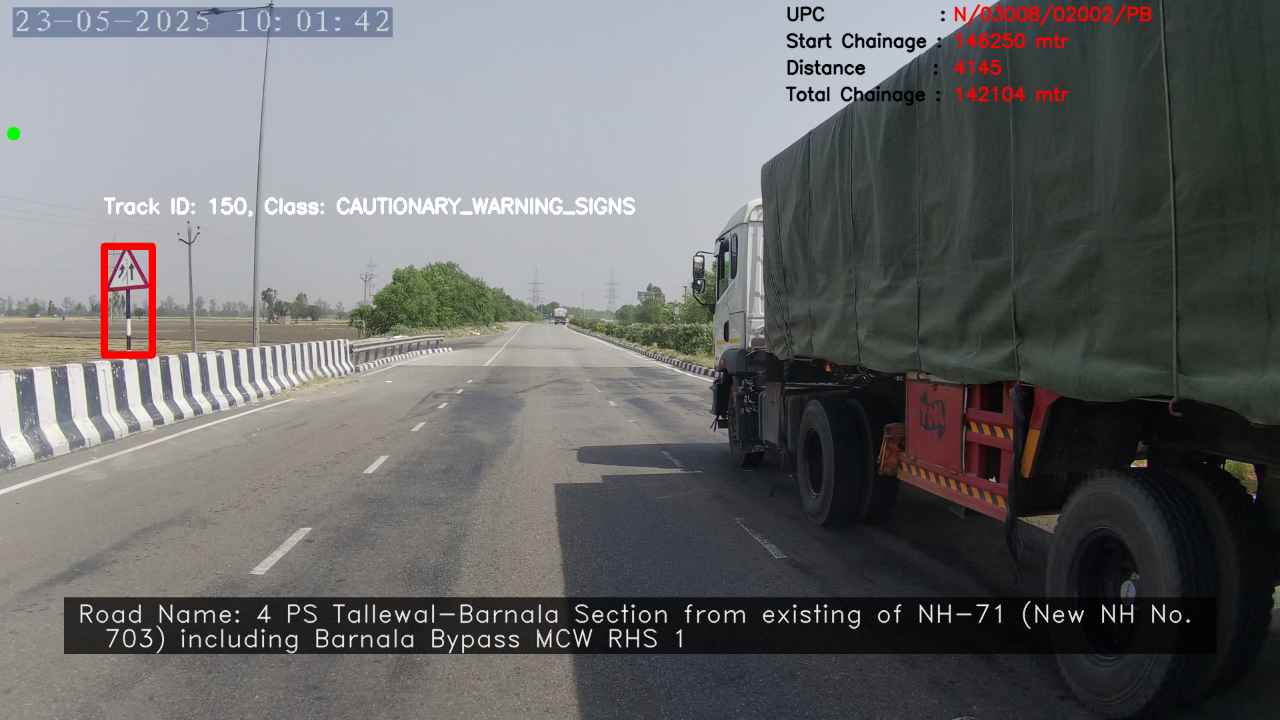 23-05-2025 10:01:42
UPC : N/03008/02002/PB
Start Chainage : 146250 mtr
Distance : 4145
Total Chainage : 142104 mtr
Track ID: 150, Class: CAUTIONARY_WARNING_SIGNS
Road Name: 4 PS Tallewal-Barnala Section from existing of NH-71 (New NH No.
703) including Barnala Bypass MCW RHS 1